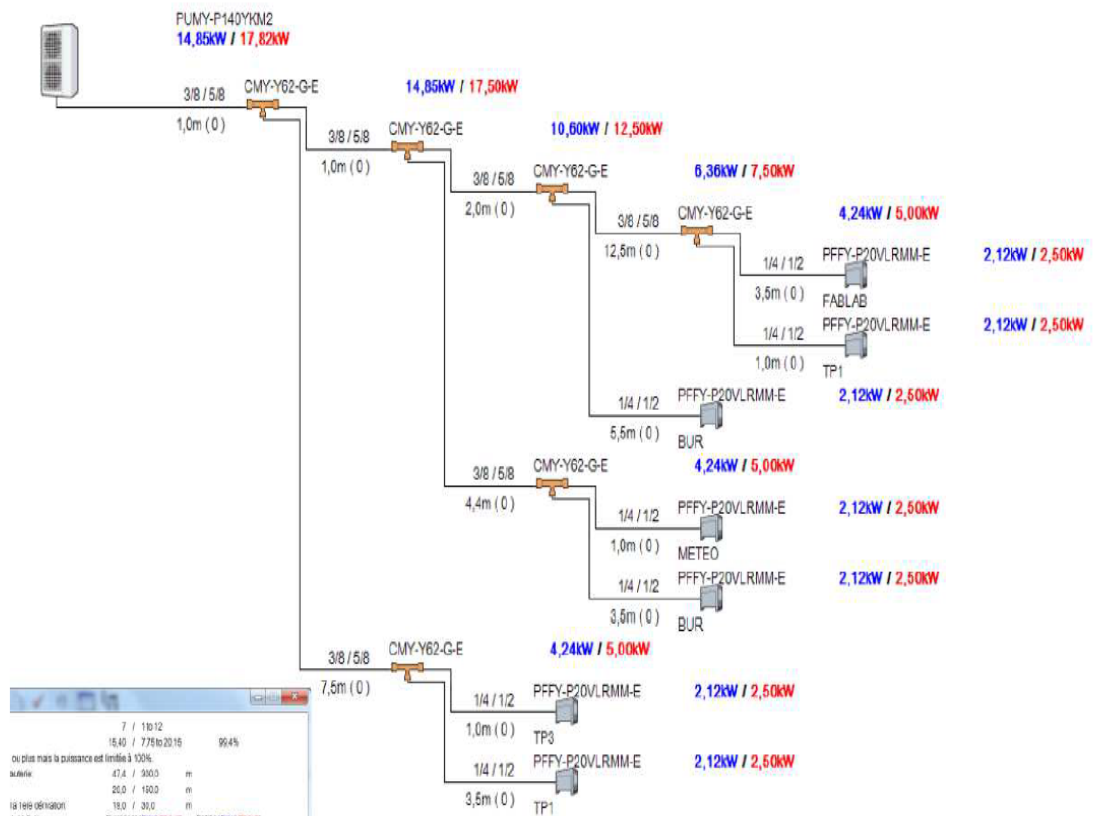 PUMY-P140YKM2
14,85kW / 17,82kW
3/8 / 5/8
1,0m ( 0 )
CMY-Y62-G-E
14,85kW / 17,50kW
3/8 / 5/8
1,0m ( 0 )
CMY-Y62-G-E
10,60kW / 12,50kW
3/8 / 5/8
2,0m ( 0 )
CMY-Y62-G-E
6,36kW / 7,50kW
3/8 / 5/8
12,5m ( 0 )
CMY-Y62-G-E
4,24kW / 5,00kW
1/4 / 1/2
3,5m ( 0 )
PFFY-P20VLRMM-E
2,12kW / 2,50kW
FABLAB
1/4 / 1/2
1,0m ( 0 )
PFFY-P20VLRMM-E
2,12kW / 2,50kW
TP1
1/4 / 1/2
5,5m ( 0 )
PFFY-P20VLRMM-E
2,12kW / 2,50kW
BUR
3/8 / 5/8
4,4m ( 0 )
CMY-Y62-G-E
4,24kW / 5,00kW
1/4 / 1/2
1,0m ( 0 )
PFFY-P20VLRMM-E
2,12kW / 2,50kW
METEO
1/4 / 1/2
3,5m ( 0 )
PFFY-P20VLRMM-E
2,12kW / 2,50kW
BUR
3/8 / 5/8
7,5m ( 0 )
CMY-Y62-G-E
4,24kW / 5,00kW
1/4 / 1/2
1,0m ( 0 )
PFFY-P20VLRMM-E
2,12kW / 2,50kW
TP3
1/4 / 1/2
3,5m ( 0 )
PFFY-P20VLRMM-E
2,12kW / 2,50kW
TP1
7 / 1 to 12
15,40 / 7,75 to 20,15 99,4%
ou plus mais la puissance est limitée à 100%.
47,4 / 300,0 m
20,0 / 150,0 m
19,0 / 30,0 m